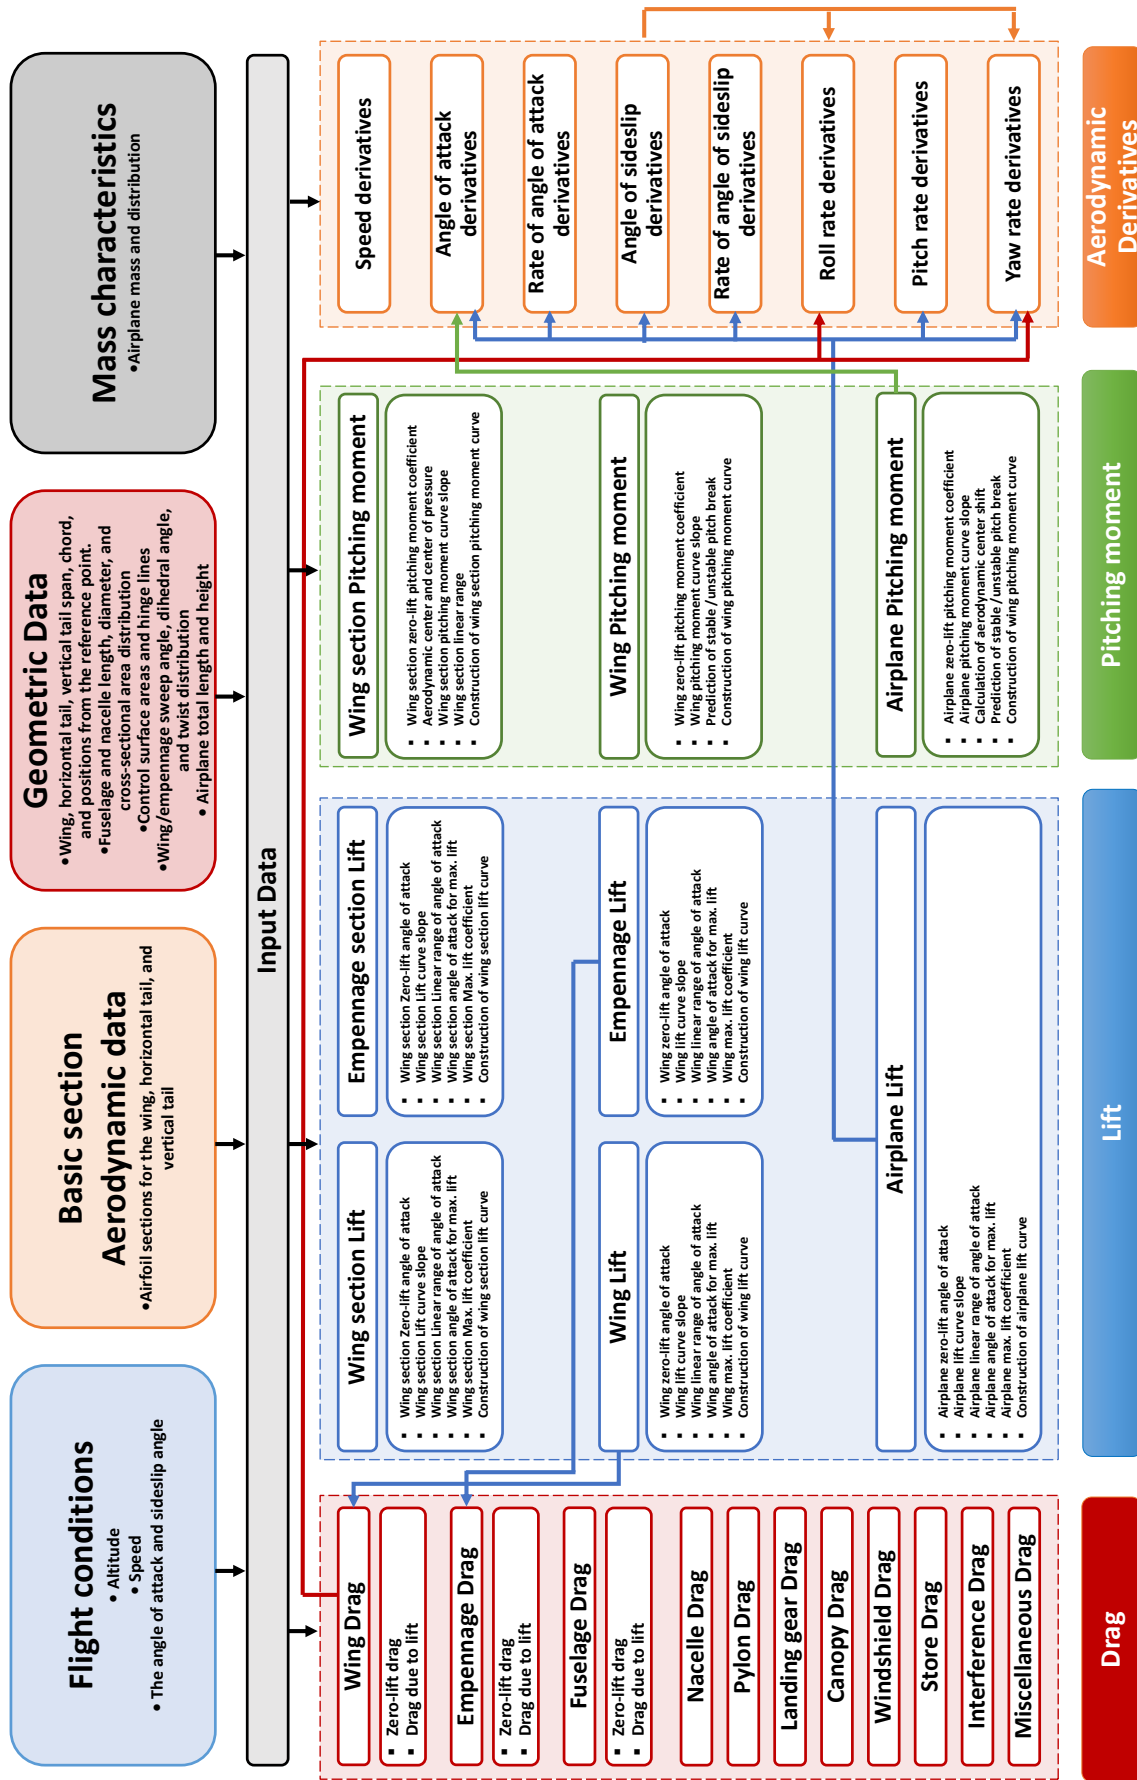 Flight conditions
• Altitude
• Speed
• The angle of attack and sideslip angle
Basic section
Aerodynamic data
•Airfoil sections for the wing, horizontal tail, and
vertical tail
Geometric Data
•Wing, horizontal tail, vertical tail span, chord,
and positions from the reference point.
•Fuselage and nacelle length, diameter, and
cross-sectional area distribution
•Control surface areas and hinge lines
•Wing/empennage sweep angle, dihedral angle,
and twist distribution
• Airplane total length and height
Mass characteristics
•Airplane mass and distribution
Input Data
Wing Drag
▪ Zero-lift drag
▪ Drag due to lift
Empennage Drag
▪ Zero-lift drag
▪ Drag due to lift
Fuselage Drag
▪ Zero-lift drag
▪ Drag due to lift
Nacelle Drag
Pylon Drag
Landing gear Drag
Canopy Drag
Windshield Drag
Store Drag
Interference Drag
Miscellaneous Drag
Drag
Wing section Lift
▪ Wing section Zero-lift angle of attack
▪ Wing section Lift curve slope
▪ Wing section Linear range of angle of attack
▪ Wing section angle of attack for max. lift
▪ Wing section Max. lift coefficient
▪ Construction of wing section lift curve
Empennage section Lift
▪ Wing section Zero-lift angle of attack
▪ Wing section Lift curve slope
▪ Wing section Linear range of angle of attack
▪ Wing section angle of attack for max. lift
▪ Wing section Max. lift coefficient
▪ Construction of wing section lift curve
Wing Lift
▪ Wing zero-lift angle of attack
▪ Wing lift curve slope
▪ Wing linear range of angle of attack
▪ Wing angle of attack for max. lift
▪ Wing max. lift coefficient
▪ Construction of wing lift curve
Empennage Lift
▪ Wing zero-lift angle of attack
▪ Wing lift curve slope
▪ Wing linear range of angle of attack
▪ Wing angle of attack for max. lift
▪ Wing max. lift coefficient
▪ Construction of wing lift curve
Airplane Lift
▪ Airplane zero-lift angle of attack
▪ Airplane lift curve slope
▪ Airplane linear range of angle of attack
▪ Airplane angle of attack for max. lift
▪ Airplane max. lift coefficient
▪ Construction of airplane lift curve
Lift
Wing section Pitching moment
▪ Wing section zero-lift pitching moment coefficient
▪ Aerodynamic center and center of pressure
▪ Wing section pitching moment curve slope
▪ Wing section linear range
▪ Construction of wing section pitching moment curve
Wing Pitching moment
▪ Wing zero-lift pitching moment coefficient
▪ Wing pitching moment curve slope
▪ Prediction of stable /unstable pitch break
▪ Construction of wing pitching moment curve
Airplane Pitching moment
▪ Airplane zero-lift pitching moment coefficient
▪ Airplane pitching moment curve slope
▪ Calculation of aerodynamic center shift
▪ Prediction of stable /unstable pitch break
▪ Construction of wing pitching moment curve
Pitching moment
Speed derivatives
Angle of attack
derivatives
Rate of angle of attack
derivatives
Angle of sideslip
derivatives
Rate of angle of sideslip
derivatives
Roll rate derivatives
Pitch rate derivatives
Yaw rate derivatives
Aerodynamic
Derivatives